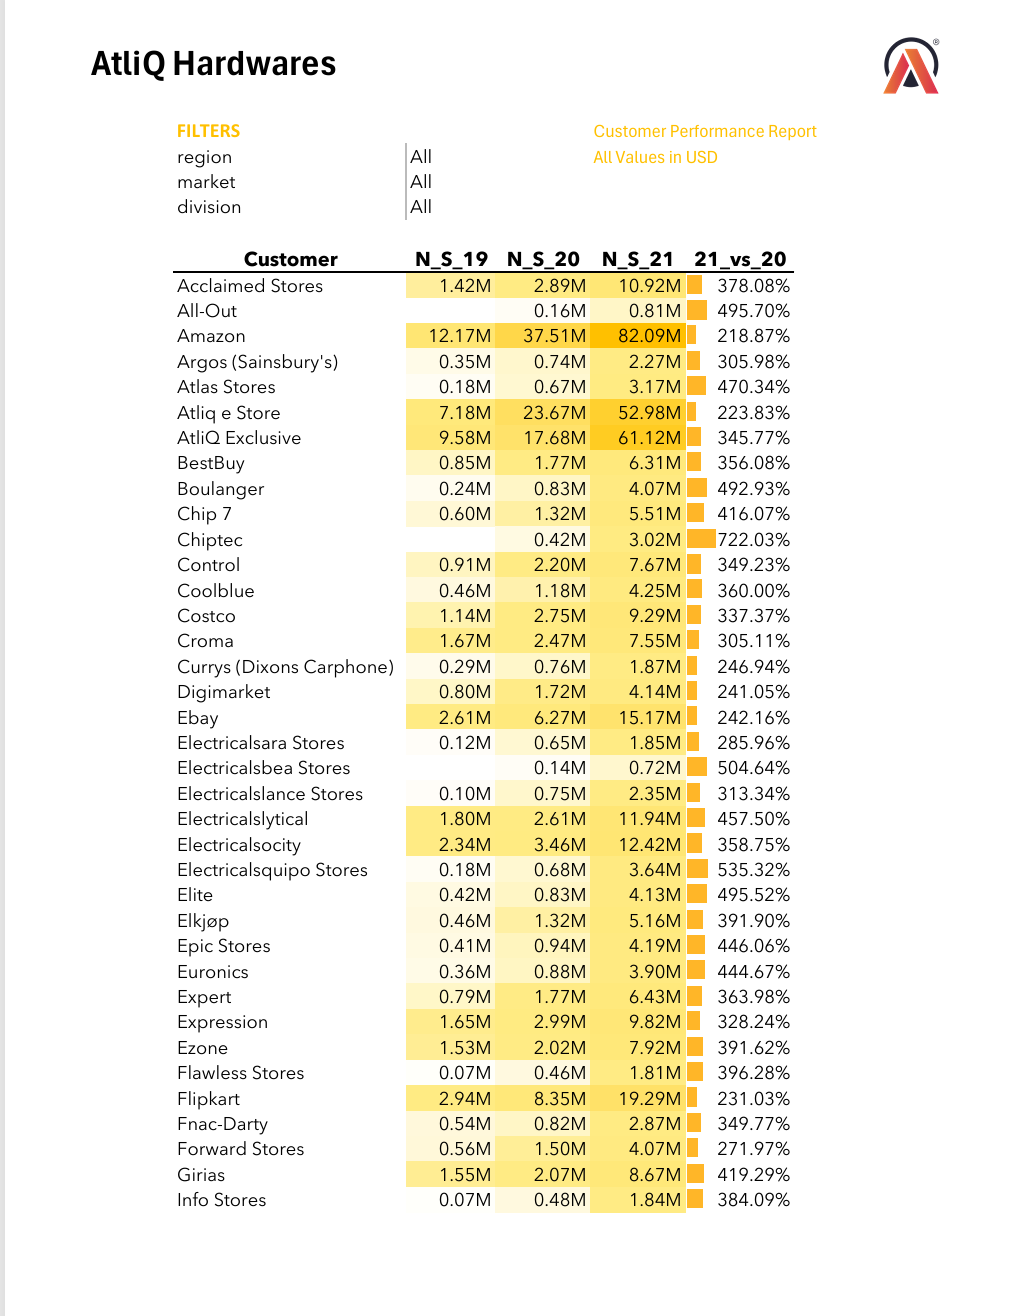 AtliQ Hardwares
®
FILTERS Customer Performance Report
region All All Values in USD
market All
division All
Customer N_S_19 N_S_20 N_S_21 21_vs_20
Acclaimed Stores 1.42M 2.89M 10.92M 378.08%
All-Out 0.16M 0.81M 495.70%
Amazon 12.17M 37.51M 82.09M 218.87%
Argos (Sainsbury's) 0.35M 0.74M 2.27M 305.98%
Atlas Stores 0.18M 0.67M 3.17M 470.34%
Atliq e Store 7.18M 23.67M 52.98M 223.83%
AtliQ Exclusive 9.58M 17.68M 61.12M 345.77%
BestBuy 0.85M 1.77M 6.31M 356.08%
Boulanger 0.24M 0.83M 4.07M 492.93%
Chip 7 0.60M 1.32M 5.51M 416.07%
Chiptec 0.42M 3.02M 722.03%
Control 0.91M 2.20M 7.67M 349.23%
Coolblue 0.46M 1.18M 4.25M 360.00%
Costco 1.14M 2.75M 9.29M 337.37%
Croma 1.67M 2.47M 7.55M 305.11%
Currys (Dixons Carphone) 0.29M 0.76M 1.87M 246.94%
Digimarket 0.80M 1.72M 4.14M 241.05%
Ebay 2.61M 6.27M 15.17M 242.16%
Electricalsara Stores 0.12M 0.65M 1.85M 285.96%
Electricalsbea Stores 0.14M 0.72M 504.64%
Electricalslance Stores 0.10M 0.75M 2.35M 313.34%
Electricalslytical 1.80M 2.61M 11.94M 457.50%
Electricalsocity 2.34M 3.46M 12.42M 358.75%
Electricalsquipo Stores 0.18M 0.68M 3.64M 535.32%
Elite 0.42M 0.83M 4.13M 495.52%
Elkjøp 0.46M 1.32M 5.16M 391.90%
Epic Stores 0.41M 0.94M 4.19M 446.06%
Euronics 0.36M 0.88M 3.90M 444.67%
Expert 0.79M 1.77M 6.43M 363.98%
Expression 1.65M 2.99M 9.82M 328.24%
Ezone 1.53M 2.02M 7.92M 391.62%
Flawless Stores 0.07M 0.46M 1.81M 396.28%
Flipkart 2.94M 8.35M 19.29M 231.03%
Fnac-Darty 0.54M 0.82M 2.87M 349.77%
Forward Stores 0.56M 1.50M 4.07M 271.97%
Girias 1.55M 2.07M 8.67M 419.29%
Info Stores 0.07M 0.48M 1.84M 384.09%